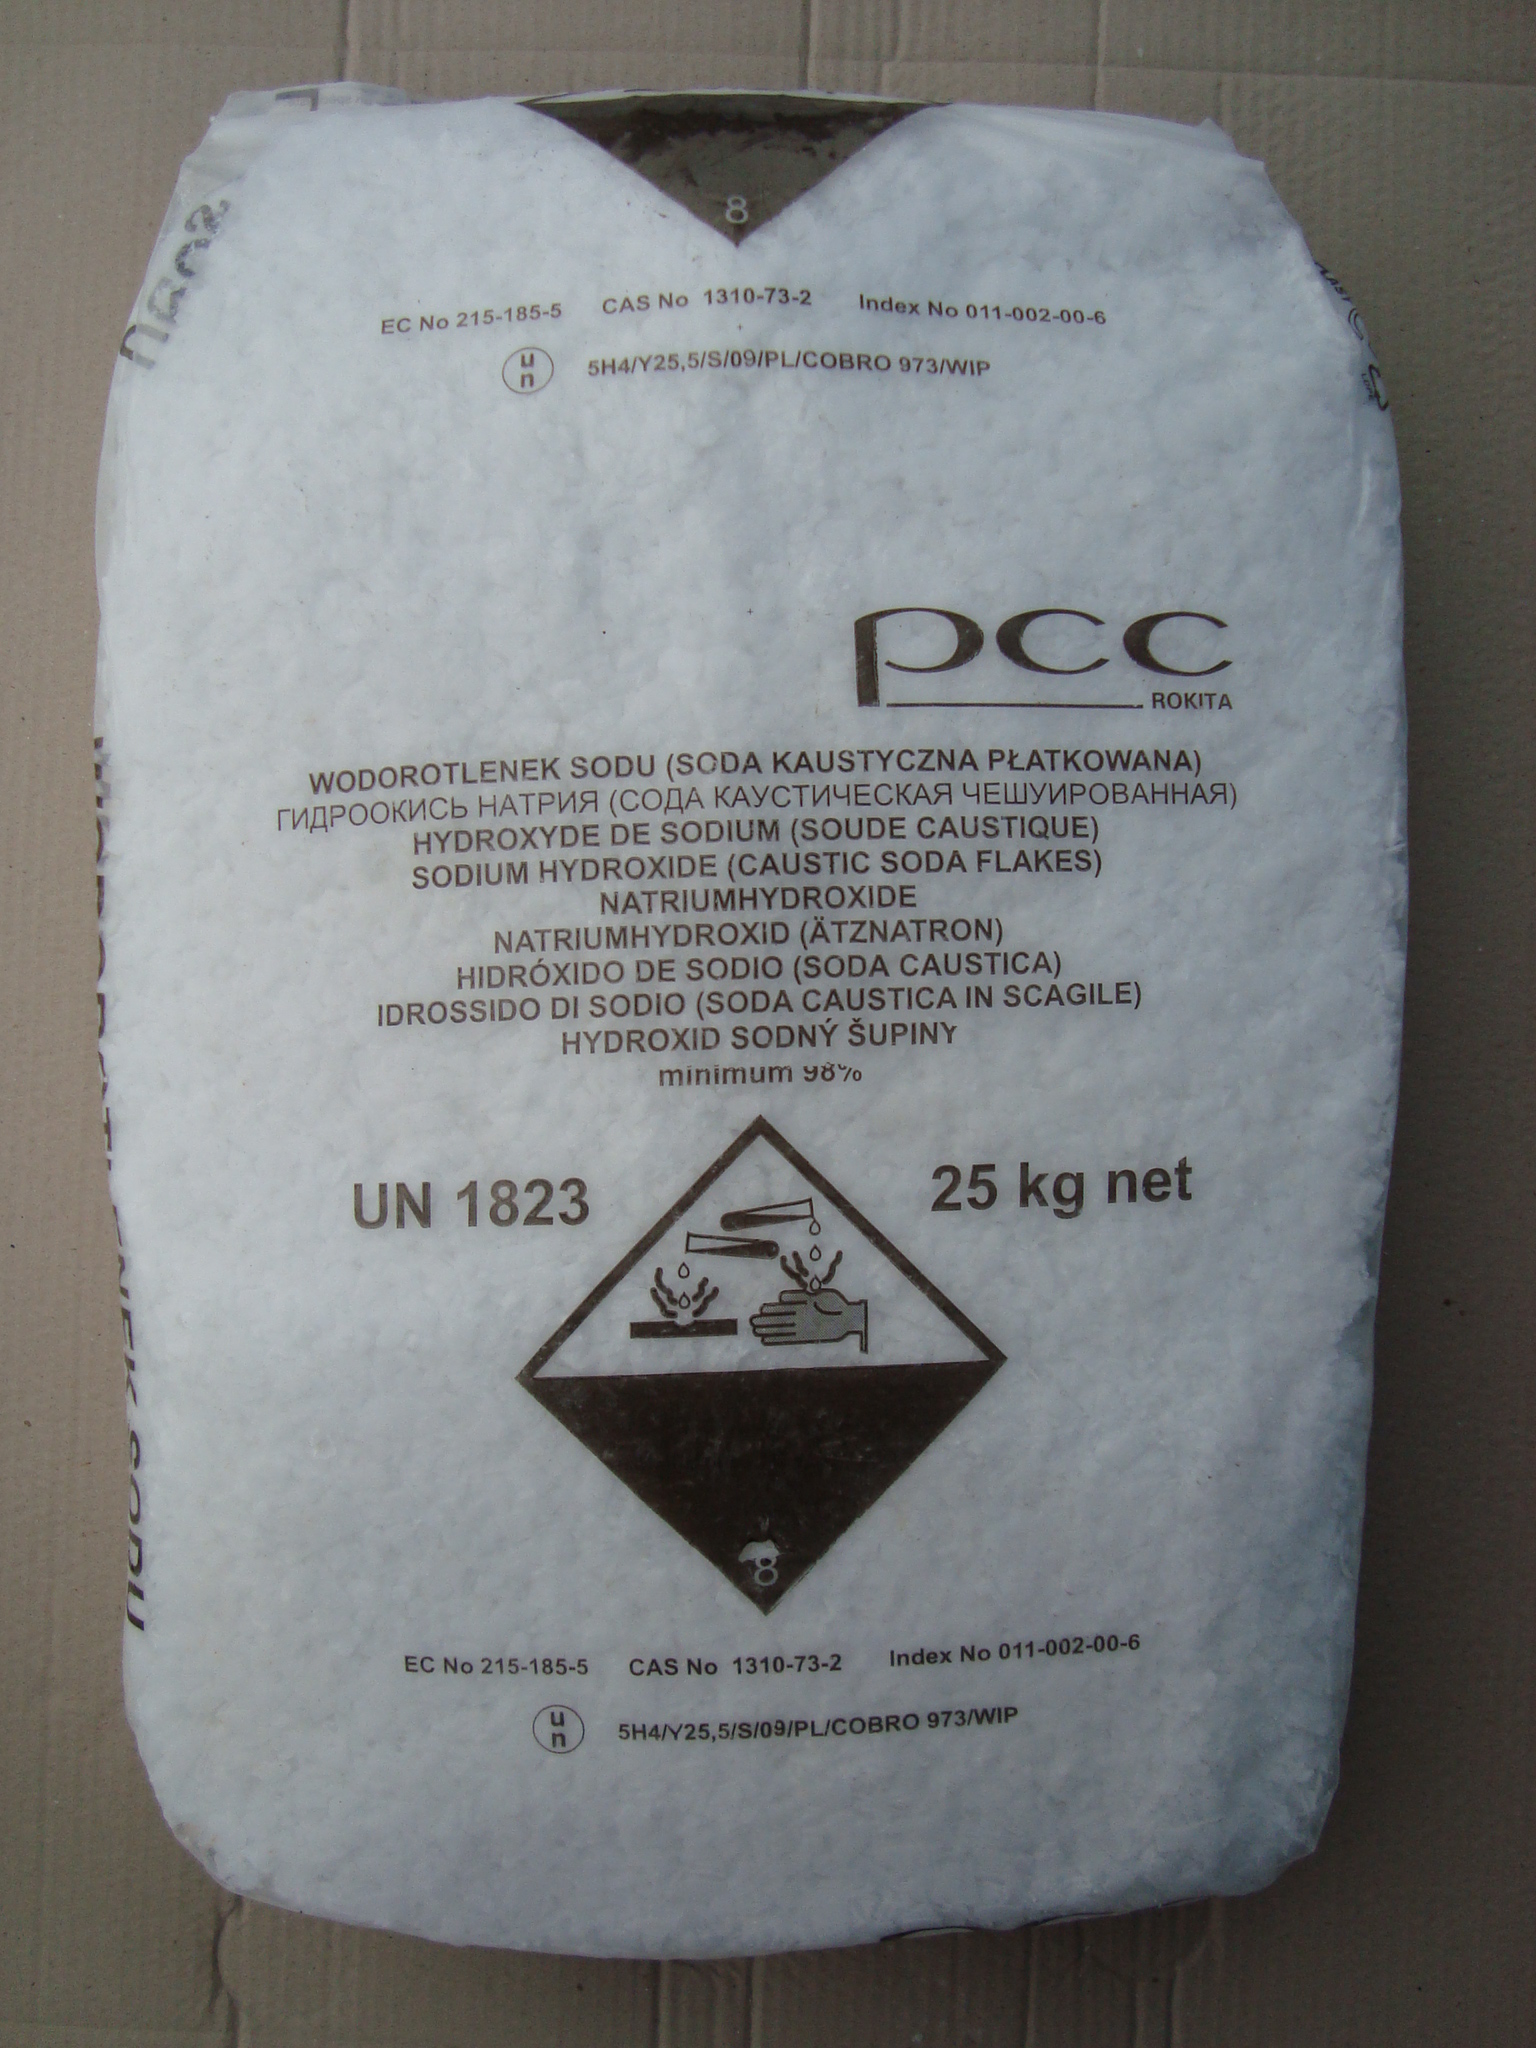 8
EC No 215-185-5 CAS No 1310-73-2 Index No 011-002-00-6
un 5H4/Y25,5/S/09/PL/COBRO 973/WIP
pcc
ROKITA
WODOROTLENEK SODU (SODA KAUSTYCZNA PŁATKOWANA)
ГИДРООКИСЬ НАТРИЯ (СОДА КАУСТИЧЕСКАЯ ЧЕШУИРОВАННАЯ)
HYDROXYDE DE SODIUM (SOUDE CAUSTIQUE)
SODIUM HYDROXIDE (CAUSTIC SODA FLAKES)
NATRIUMHYDROXIDE
NATRIUMHYDROXID (ÄTZNATRON)
HIDRÓXIDO DE SODIO (SODA CAUSTICA)
IDROSSIDO DI SODIO (SODA CAUSTICA IN SCAGILE)
HYDROXID SODNÝ ŠUPINY
minimum 98%
UN 1823
25 kg net
8
EC No 215-185-5 CAS No 1310-73-2 Index No 011-002-00-6
un 5H4/Y25,5/S/09/PL/COBRO 973/WIP
WODOROTLENEK SODU